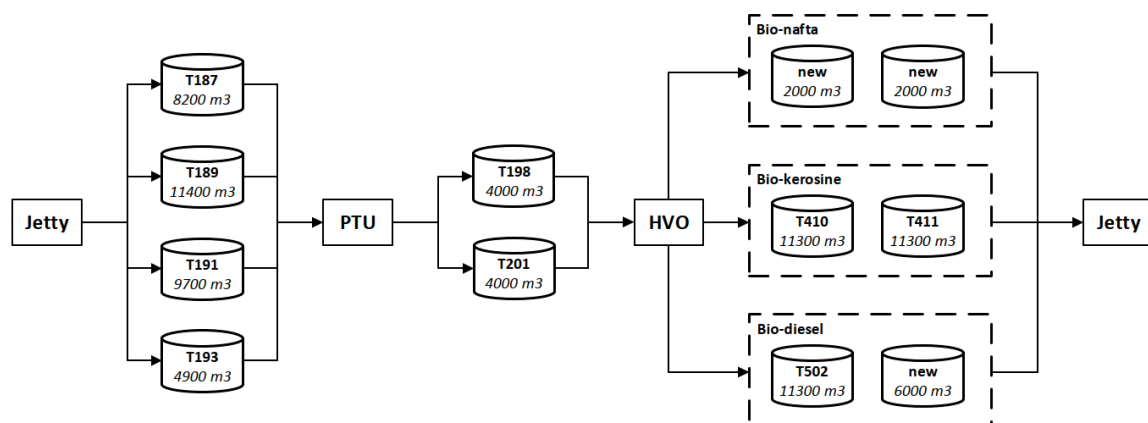 Jetty
T187
8200 m3
T189
11400 m3
T191
9700 m3
T193
4900 m3
PTU
T198
4000 m3
T201
4000 m3
HVO
Bio-nafta
new
2000 m3
new
2000 m3
Bio-kerosine
T410
11300 m3
T411
11300 m3
Bio-diesel
T502
11300 m3
new
6000 m3
Jetty